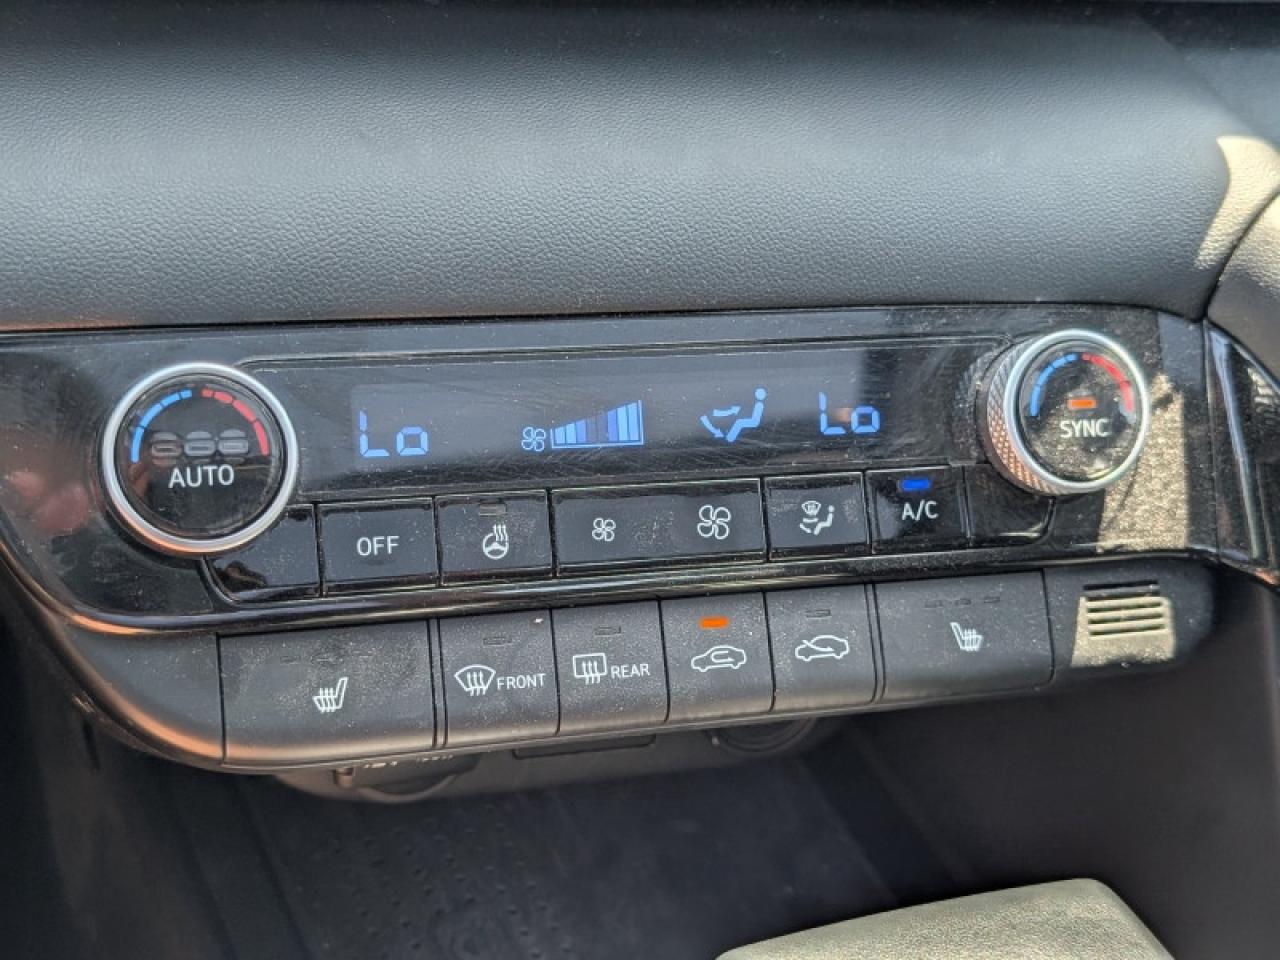 Lo Lo
AUTO SYNC
OFF A/C
FRONT REAR